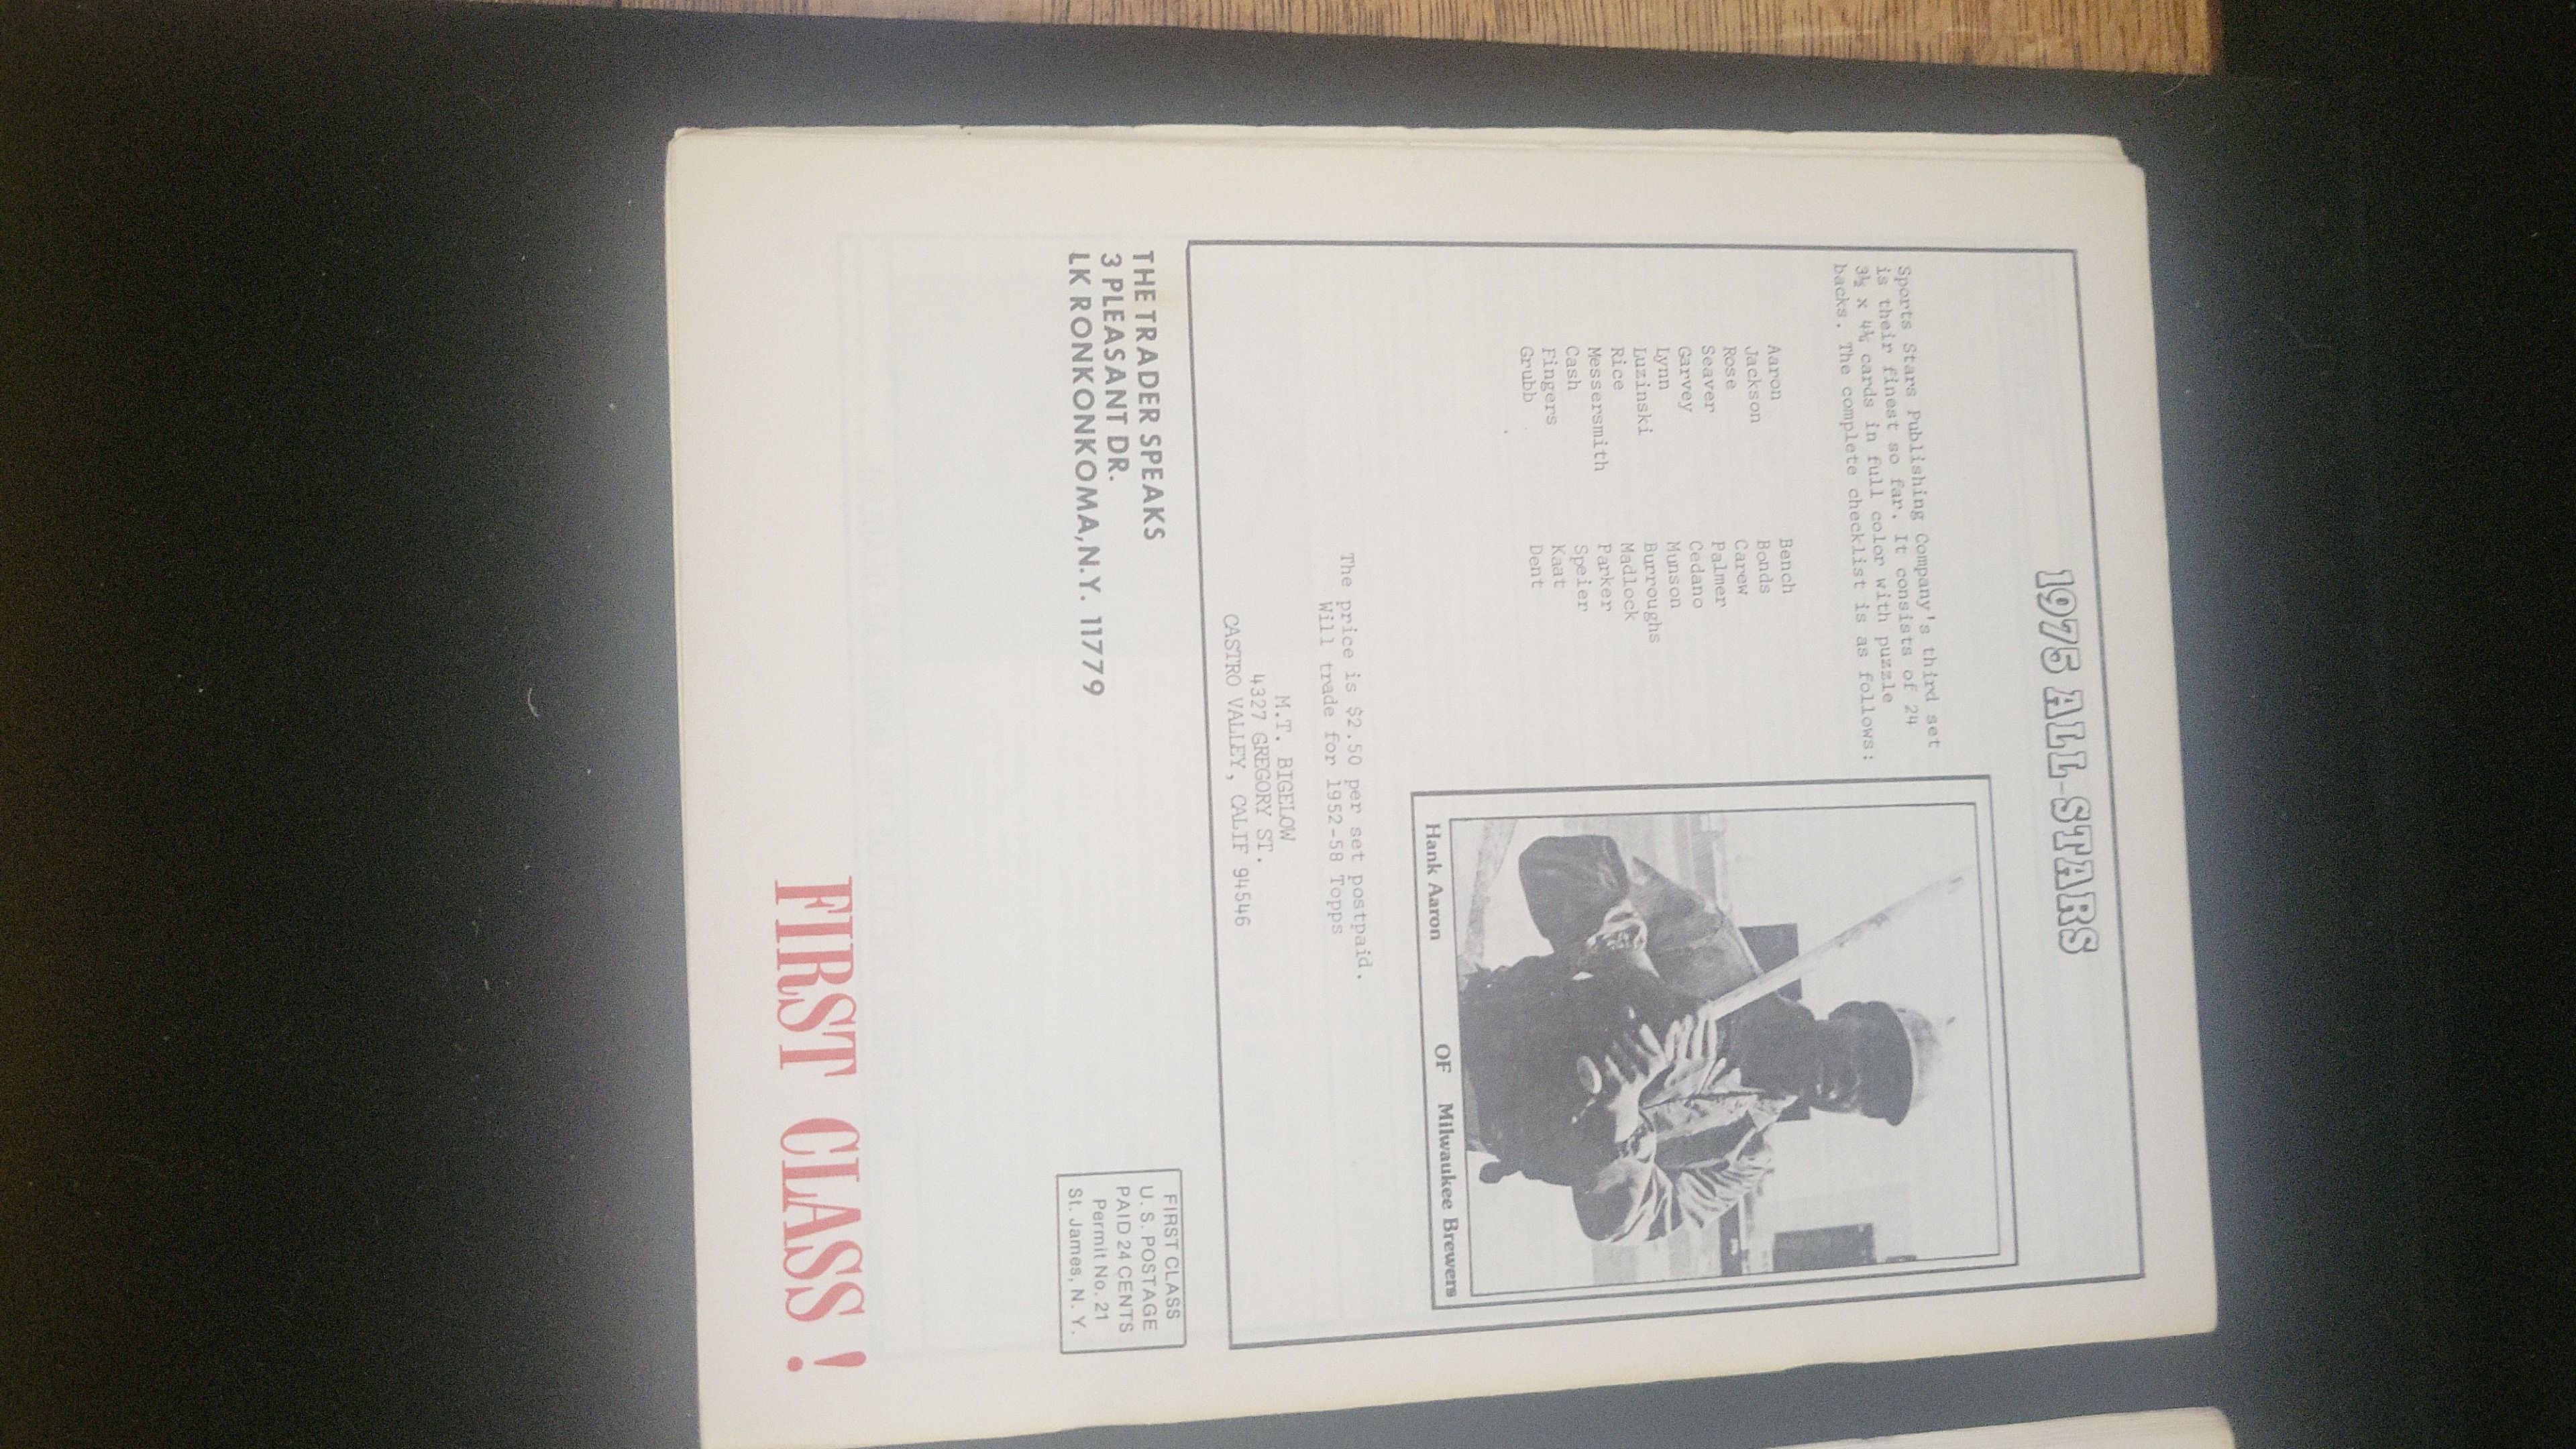 1975 ALL-STARS
Sports Stars Publishing Company's third set
is their finest so far. It consists of 24
3½ x 4¾ cards in full color with puzzle
backs. The complete checklist is as follows:
Aaron Bench
Jackson Bonds
Rose Carew
Seaver Palmer
Garvey Cedano
Lynn Munson
Luzinski Burroughs
Rice Madlock
Messersmith Parker
Cash Speier
Fingers Kaat
Grubb Dent
Hank Aaron OF Milwaukee Brewers
The price is $2.50 per set postpaid.
Will trade for 1952-58 Topps
M.T. BIGELOW
4327 GREGORY ST.
CASTRO VALLEY, CALIF 94546
THE TRADER SPEAKS
3 PLEASANT DR.
LK RONKONKOMA, N.Y. 11779
FIRST CLASS
U.S. POSTAGE
PAID 24 CENTS
Permit No. 21
St. James, N. Y.
FIRST CLASS !